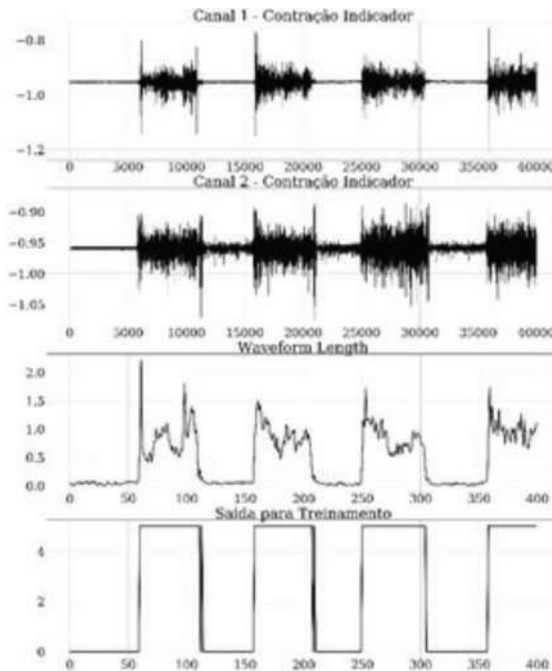 Canal 1 - Contração Indicador
−0.8
−1.0
−1.2
0 5000 10000 15000 20000 25000 30000 35000 40000
Canal 2 - Contração Indicador
−0.90
−0.95
−1.00
−1.05
0 5000 10000 15000 20000 25000 30000 35000 40000
Waveform Length
2.0
1.5
1.0
0.5
0.0
0 50 100 150 200 250 300 350 400
Saída para Treinamento
4
2
0
0 50 100 150 200 250 300 350 400